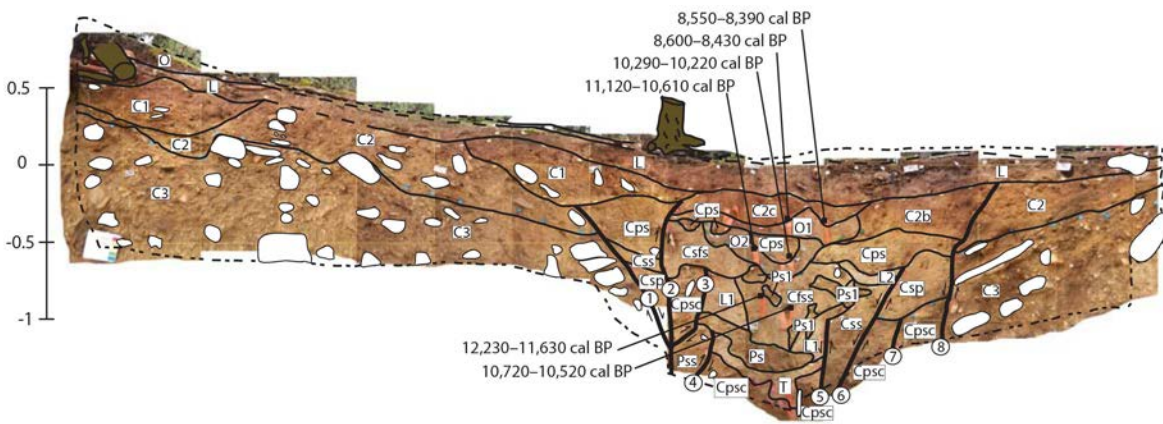 8,550–8,390 cal BP
8,600–8,430 cal BP
10,290–10,220 cal BP
11,120–10,610 cal BP
0.5
0
-0.5
-1
O
L
C1
C2
C3
C2
C3
C1
L
L
Cps
C2c
O1
C2b
C2
Cps
Css
Csp
Csfs
O2
Cps
Cps
Ps1
L2
Csp
C3
1
2
3
Cpsc
L1
Cfss
Ps1
Ps1
Css
L1
Cpsc
7
8
12,230–11,630 cal BP
10,720–10,520 cal BP
Pss
Ps
4
Cpsc
T
5
6
Cpsc
Cpsc